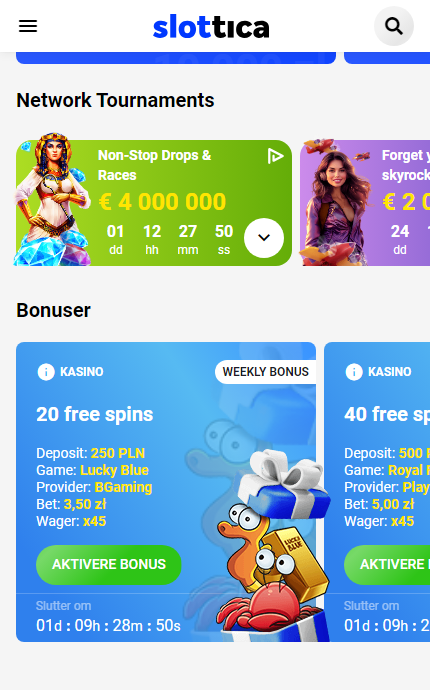 slottica
Network Tournaments
Non-Stop Drops &
Races
€ 4 000 000
01 12 27 50
dd hh mm ss
Forget y
skyrock
€ 2 0
24
dd
Bonuser
KASINO
WEEKLY BONUS
20 free spins
Deposit: 250 PLN
Game: Lucky Blue
Provider: BGaming
Bet: 3,50 zł
Wager: x45
LUCKY
BLUE
AKTIVERE BONUS
Slutter om
01d : 09h : 28m : 50s
KASINO
40 free sp
Deposit: 500 P
Game: Royal F
Provider: Play
Bet: 5,00 zł
Wager: x45
AKTIVERE B
Slutter om
01d : 09h : 2